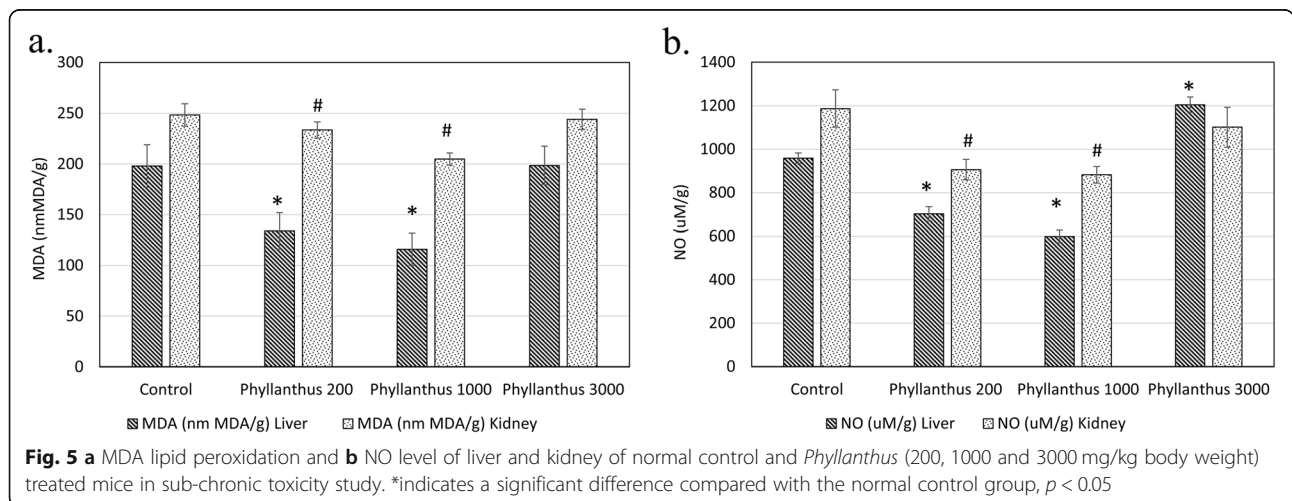 a.
300
250
200
150
100
50
0
MDA (nmMDA/g)
#
#
*
*
Control Phyllanthus 200 Phyllanthus 1000 Phyllanthus 3000
MDA (nm MDA/g) Liver MDA (nm MDA/g) Kidney
b.
1400
1200
1000
800
600
400
200
0
NO (uM/g)
*
#
#
*
*
Control Phyllanthus 200 Phyllanthus 1000 Phyllanthus 3000
NO (uM/g) Liver NO (uM/g) Kidney
Fig. 5 a MDA lipid peroxidation and b NO level of liver and kidney of normal control and Phyllanthus (200, 1000 and 3000 mg/kg body weight)
treated mice in sub-chronic toxicity study. *indicates a significant difference compared with the normal control group, p < 0.05